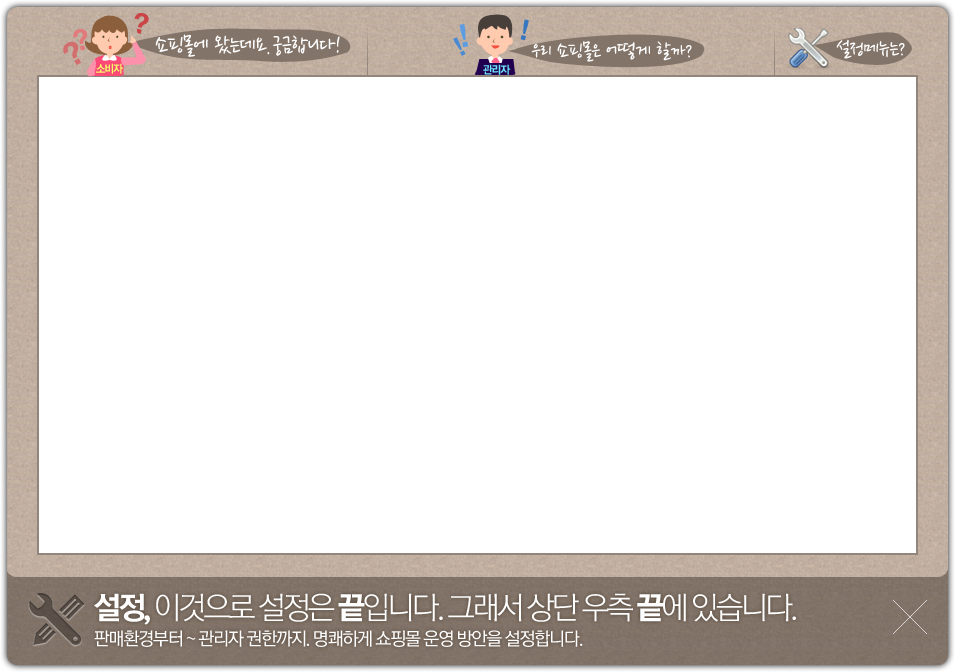 쇼핑몰에 왔는데요, 궁금합니다!
소비자
우리 쇼핑몰은 어떻게 할까?
관리자
설정메뉴는?
설정, 이것으로 설정은 끝입니다. 그래서 상단 우측 끝에 있습니다.
판매환경부터 ~ 관리자 권한까지. 명쾌하게 쇼핑몰 운영 방안을 설정합니다.